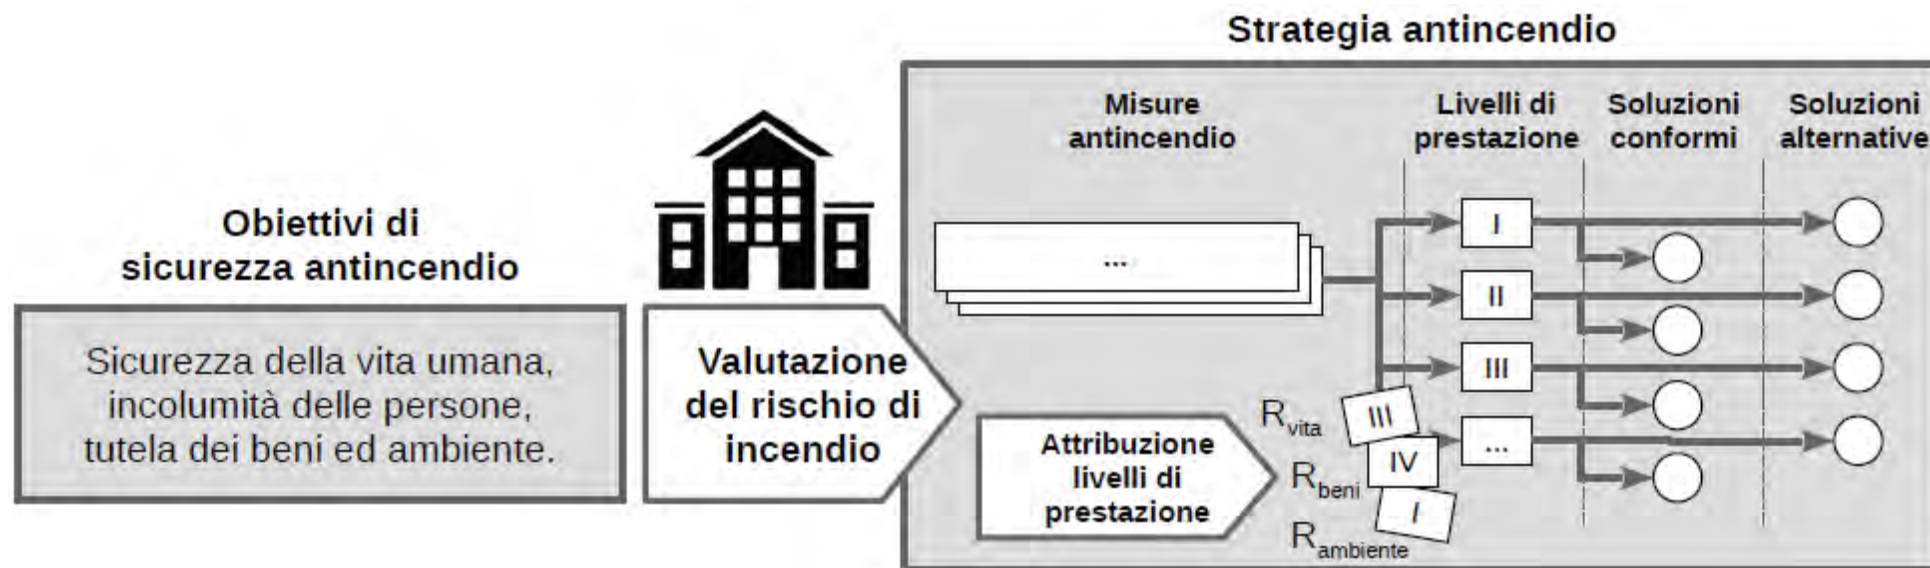 Strategia antincendio
Obiettivi di
sicurezza antincendio
Sicurezza della vita umana,
incolumità delle persone,
tutela dei beni ed ambiente.
Valutazione
del rischio di
incendio
Misure
antincendio
Livelli di
prestazione
Soluzioni
conformi
Soluzioni
alternative
...
I
II
III
...
Attribuzione
livelli di
prestazione
Rvita
III
Rbeni
IV
Rambiente
I